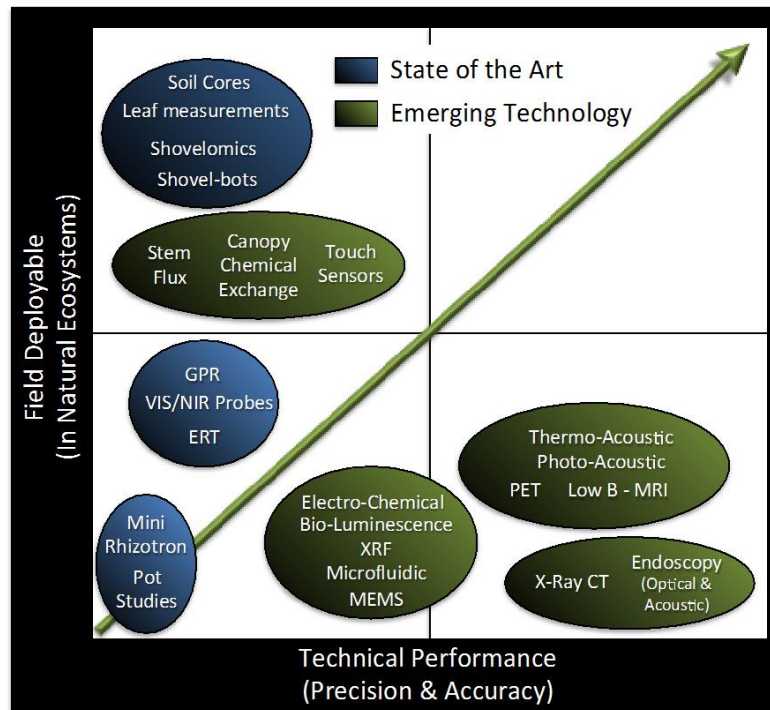 State of the Art
Emerging Technology
Soil Cores
Leaf measurements
Shovelomics
Shovel-bots
Stem
Flux
Canopy
Chemical
Exchange
Touch
Sensors
GPR
VIS/NIR Probes
ERT
Mini
Rhizotron
Pot
Studies
Electro-Chemical
Bio-Luminescence
XRF
Microfluidic
MEMS
Thermo-Acoustic
Photo-Acoustic
PET Low B - MRI
X-Ray CT
Endoscopy
(Optical &
Acoustic)
Field Deployable
(In Natural Ecosystems)
Technical Performance
(Precision & Accuracy)